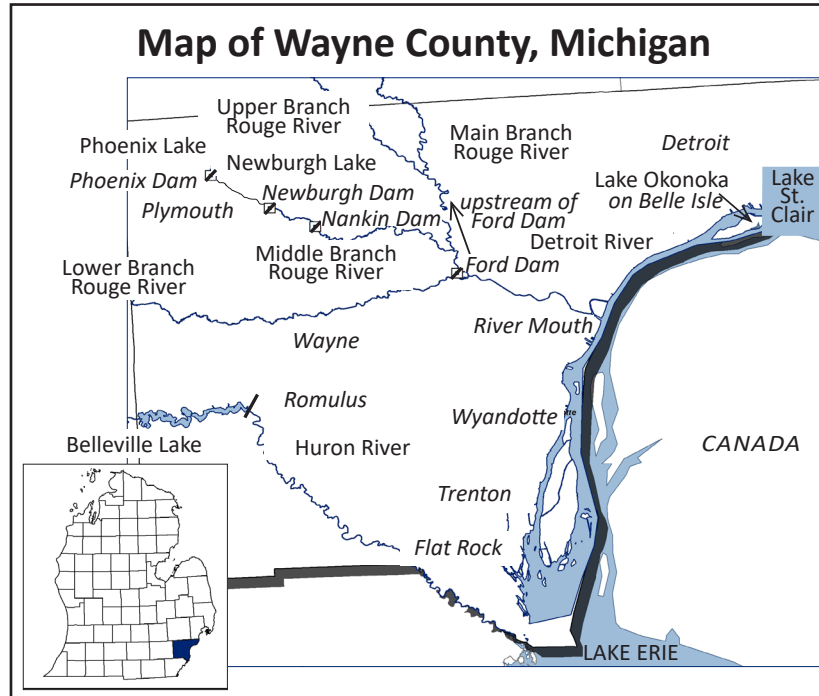 Map of Wayne County, Michigan
Upper Branch
Rouge River
Main Branch
Rouge River
Detroit
Phoenix Lake
Newburgh Lake
Phoenix Dam
Lake Okonoka
on Belle Isle
Lake
St.
Clair
Newburgh Dam
Plymouth
Nankin Dam
upstream of
Ford Dam
Detroit River
Middle Branch
Rouge River
Ford Dam
Lower Branch
Rouge River
River Mouth
Wayne
Romulus
Wyandotte
Belleville Lake
Huron River
CANADA
Trenton
Flat Rock
LAKE ERIE